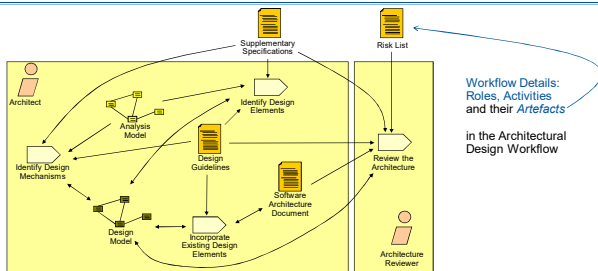 Supplementary
Specifications
Risk List
Architect
Identify Design
Elements
Analysis
Model
Workflow Details:
Roles, Activities
and their Artefacts
in the Architectural
Design Workflow
Identify Design
Mechanisms
Design
Guidelines
Review the
Architecture
Software
Architecture
Document
Design
Model
Incorporate
Existing Design
Elements
Architecture
Reviewer